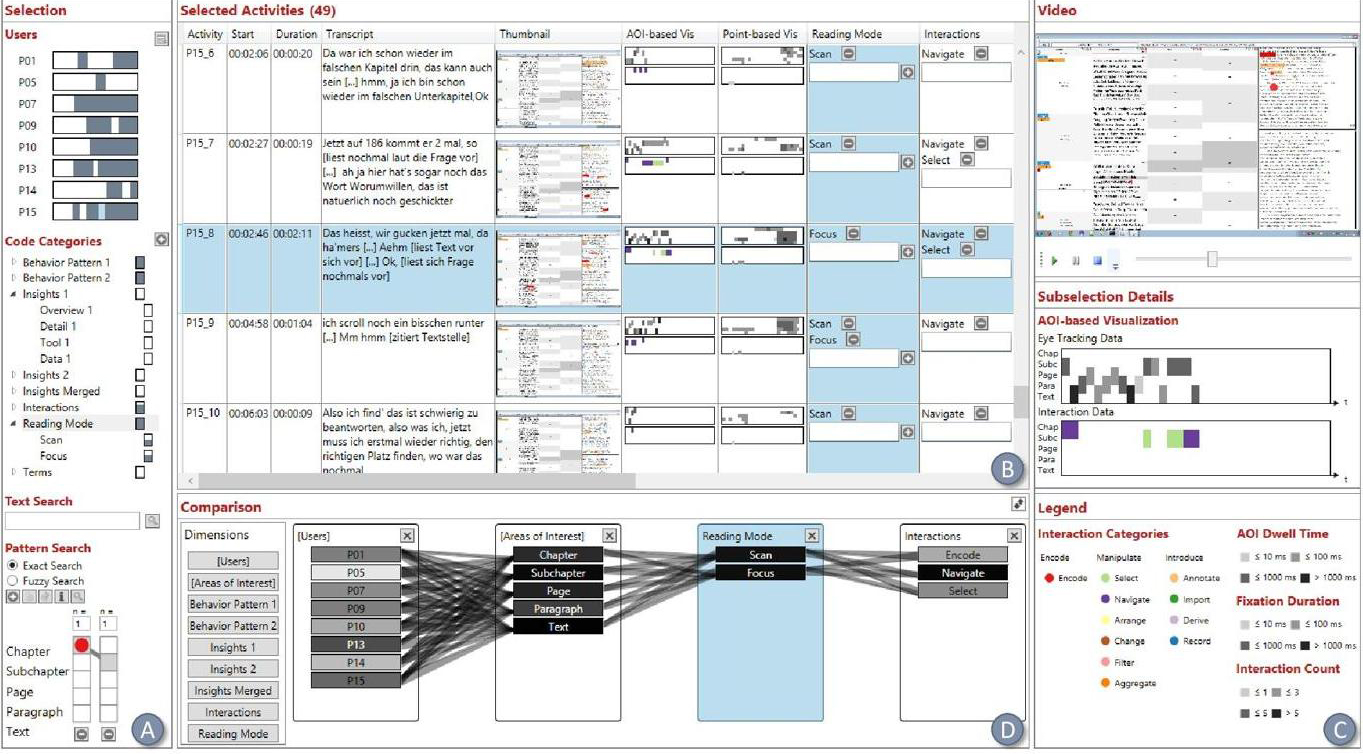 Selection
Users
P01
P05
P07
P09
P10
P13
P14
P15
Code Categories
Behavior Pattern 1
Behavior Pattern 2
Insights 1
Overview 1
Detail 1
Tool 1
Data 1
Insights 2
Insights Merged
Interactions
Reading Mode
Scan
Focus
Terms
Text Search
Pattern Search
Exact Search
Fuzzy Search
n = n =
1 1
Chapter
Subchapter
Page
Paragraph
Text
A
Selected Activities (49)
Activity Start Duration Transcript Thumbnail AOI-based Vis Point-based Vis Reading Mode Interactions
P15_6 00:02:06 00:00:20 Da war ich schon wieder im Scan Navigate
falschen Kapitel drin, das kann auch
sein [...] hmm, ja ich bin schon
wieder im falschen Unterkapitel,Ok
P15_7 00:02:27 00:00:19 Jetzt auf 186 kommt er 2 mal, so Scan Navigate
[liest nochmal laut die Frage vor] Select
[...] ah ja hier hat's sogar noch das
Wort Worumwillen, das ist
natuerlich noch geschickter
P15_8 00:02:46 00:02:11 Das heisst, wir gucken jetzt mal, da Focus Navigate
ha'mers [...] Aehm [liest Text vor Select
sich vor] [...] Ok, [liest sich Frage
nochmals vor]
P15_9 00:04:58 00:01:04 ich scroll noch ein bisschen runter Scan Navigate
[...] Mm hmm [zitiert Textstelle] Focus
P15_10 00:06:03 00:00:09 Also ich find' das ist schwierig zu Scan Navigate
beantworten, also was ich, jetzt
muss ich erstmal wieder richtig, den
richtigen Platz finden, wo war das
nochmal
B
Comparison
Dimensions
[Users]
[Areas of Interest]
Behavior Pattern 1
Behavior Pattern 2
Insights 1
Insights 2
Insights Merged
Interactions
Reading Mode
[Users]
P01
P05
P07
P09
P10
P13
P14
P15
[Areas of Interest]
Chapter
Subchapter
Page
Paragraph
Text
Reading Mode
Scan
Focus
Interactions
Encode
Navigate
Select
D
Video
Subselection Details
AOI-based Visualization
Eye Tracking Data
Chap
Subc
Page
Para
Text
t
Interaction Data
Chap
Subc
Page
Para
Text
t
Legend
Interaction Categories
Encode Manipulate Introduce
Encode Select Annotate
Navigate Import
Arrange Derive
Change Record
Filter
Aggregate
AOI Dwell Time
≤ 10 ms ≤ 100 ms
≤ 1000 ms > 1000 ms
Fixation Duration
≤ 10 ms ≤ 100 ms
≤ 1000 ms > 1000 ms
Interaction Count
≤ 1 ≤ 3
≤ 5 > 5
C